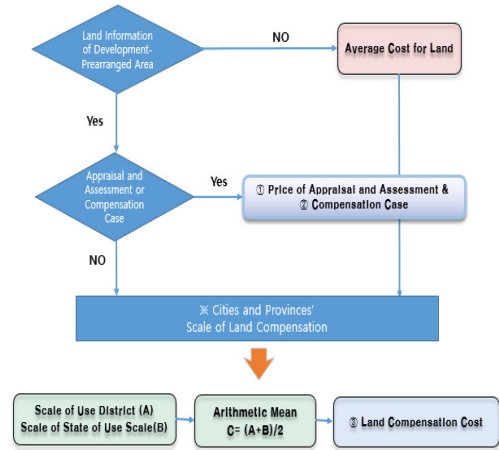 Land Information
of Development-
Prearranged Area
NO
Average Cost for Land
Yes
Appraisal and
Assessment or
Compensation
Case
Yes
① Price of Appraisal and Assessment &
② Compensation Case
NO
※ Cities and Provinces'
Scale of Land Compensation
Scale of Use District (A)
Scale of State of Use Scale(B)
Arithmetic Mean
C= (A+B)/2
③ Land Compensation Cost